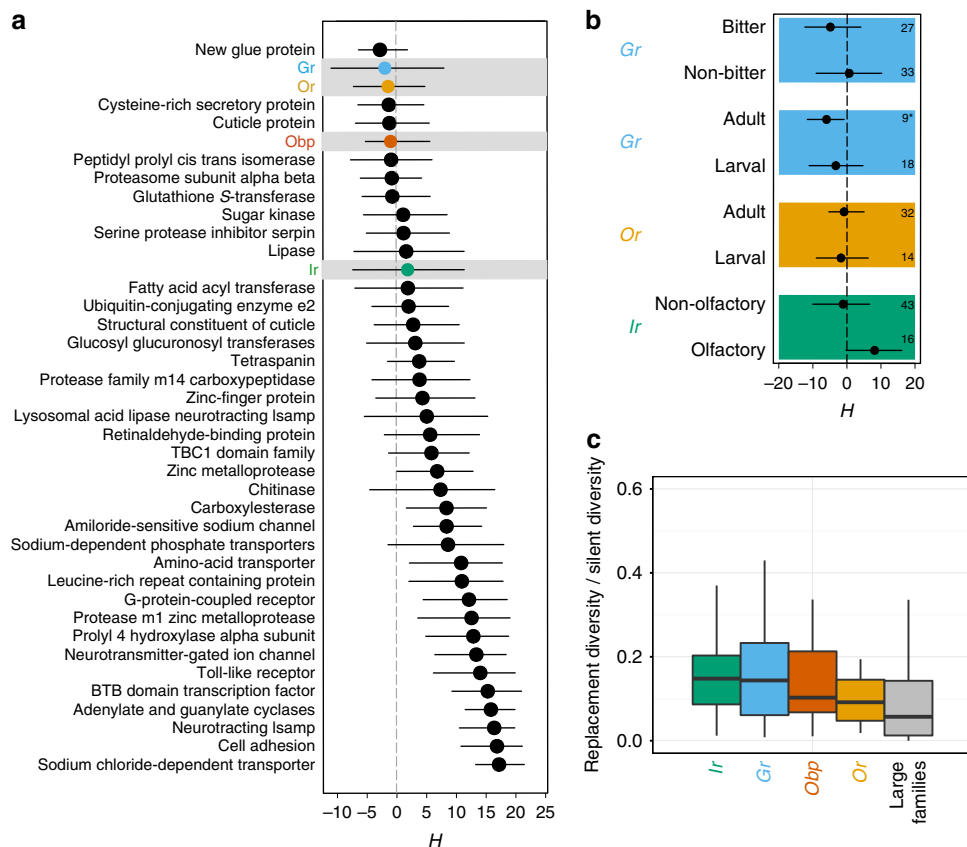 a
New glue protein
Gr
Or
Cysteine-rich secretory protein
Cuticle protein
Obp
Peptidyl prolyl cis trans isomerase
Proteasome subunit alpha beta
Glutathione S-transferase
Sugar kinase
Serine protease inhibitor serpin
Lipase
Ir
Fatty acid acyl transferase
Ubiquitin-conjugating enzyme e2
Structural constituent of cuticle
Glucosyl glucuronosyl transferases
Tetraspanin
Protease family m14 carboxypeptidase
Zinc-finger protein
Lysosomal acid lipase neurotracting lsamp
Retinaldehyde-binding protein
TBC1 domain family
Zinc metalloprotease
Chitinase
Carboxylesterase
Amiloride-sensitive sodium channel
Sodium-dependent phosphate transporters
Amino-acid transporter
Leucine-rich repeat containing protein
G-protein-coupled receptor
Protease m1 zinc metalloprotease
Prolyl 4 hydroxylase alpha subunit
Neurotransmitter-gated ion channel
Toll-like receptor
BTB domain transcription factor
Adenylate and guanylate cyclases
Neurotracting lsamp
Cell adhesion
Sodium chloride-dependent transporter
−10 −5 0 5 10 15 20 25
H
b
Gr
Bitter 27
Non-bitter 33
Gr
Adult 9*
Larval 18
Or
Adult 32
Larval 14
Ir
Non-olfactory 43
Olfactory 16
−20 −10 0 10 20
H
c
Replacement diversity / silent diversity
0.6
0.4
0.2
0.0
Ir
Gr
Obp
Or
Large
families